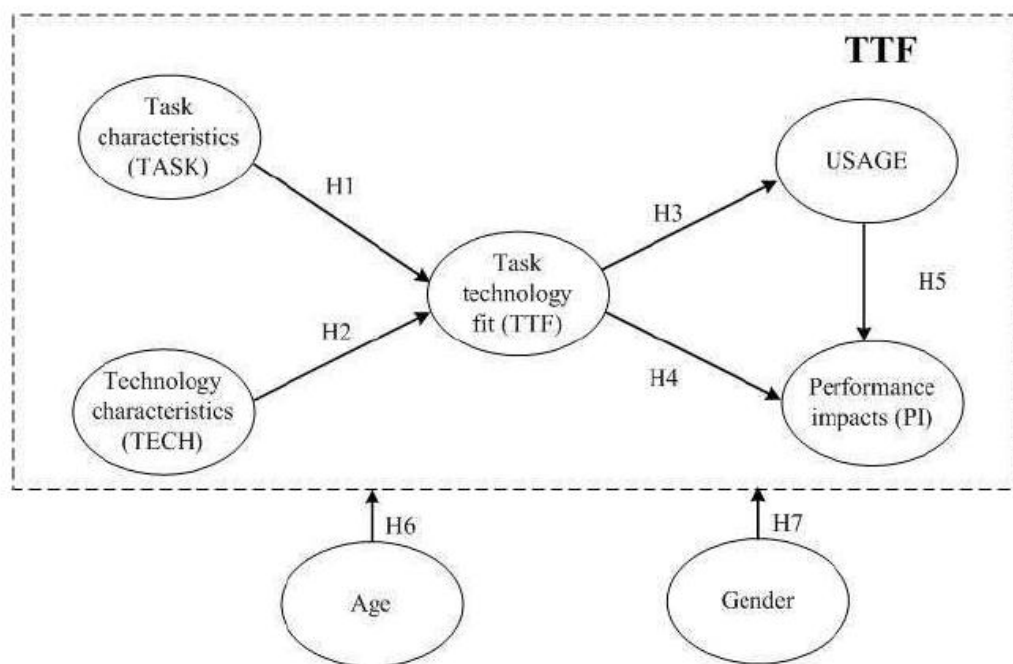 TTF
Task
characteristics
(TASK)
USAGE
H1
H3
Task
technology
fit (TTF)
H5
H2
H4
Technology
characteristics
(TECH)
Performance
impacts (PI)
H6
H7
Age
Gender